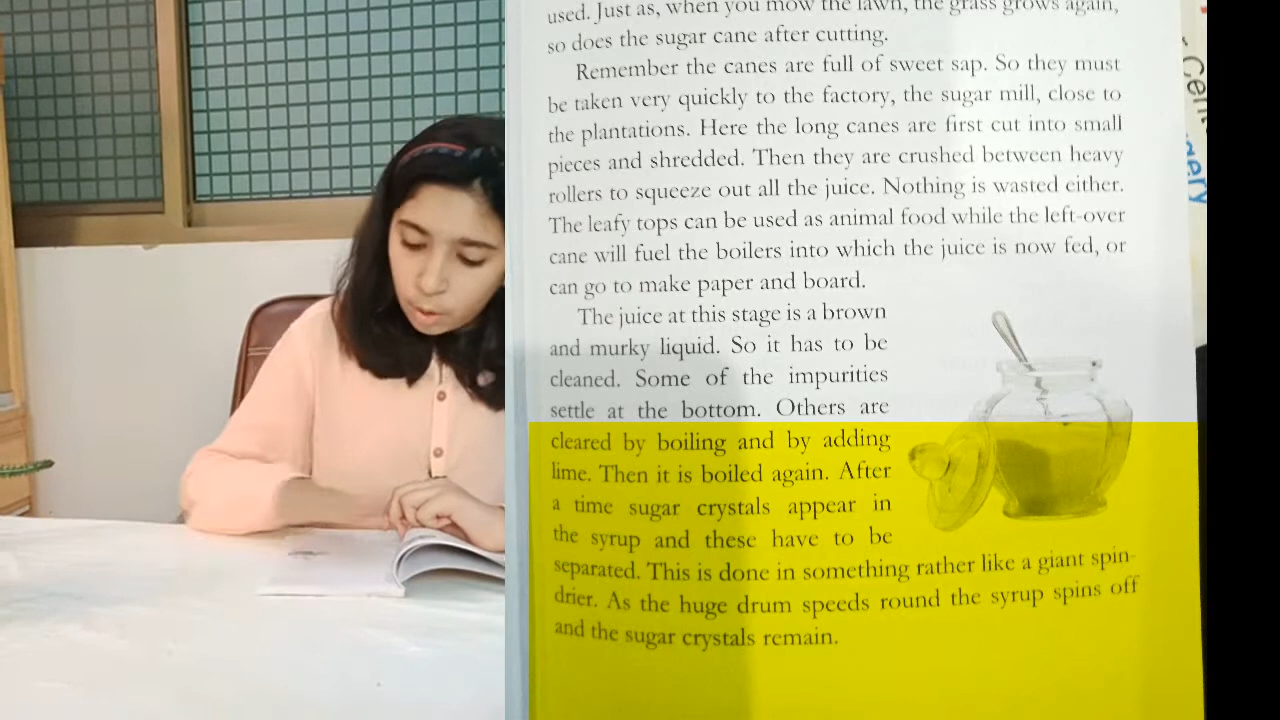 used. Just as, when you mow the lawn, the grass grows again,
so does the sugar cane after cutting.
Remember the canes are full of sweet sap. So they must
be taken very quickly to the factory, the sugar mill, close to
the plantations. Here the long canes are first cut into small
pieces and shredded. Then they are crushed between heavy
rollers to squeeze out all the juice. Nothing is wasted either.
The leafy tops can be used as animal food while the left-over
cane will fuel the boilers into which the juice is now fed, or
can go to make paper and board.
The juice at this stage is a brown
and murky liquid. So it has to be
cleaned. Some of the impurities
settle at the bottom. Others are
cleared by boiling and by adding
lime. Then it is boiled again. After
a time sugar crystals appear in
the syrup and these have to be
separated. This is done in something rather like a giant spin-
drier. As the huge drum speeds round the syrup spins off
and the sugar crystals remain.